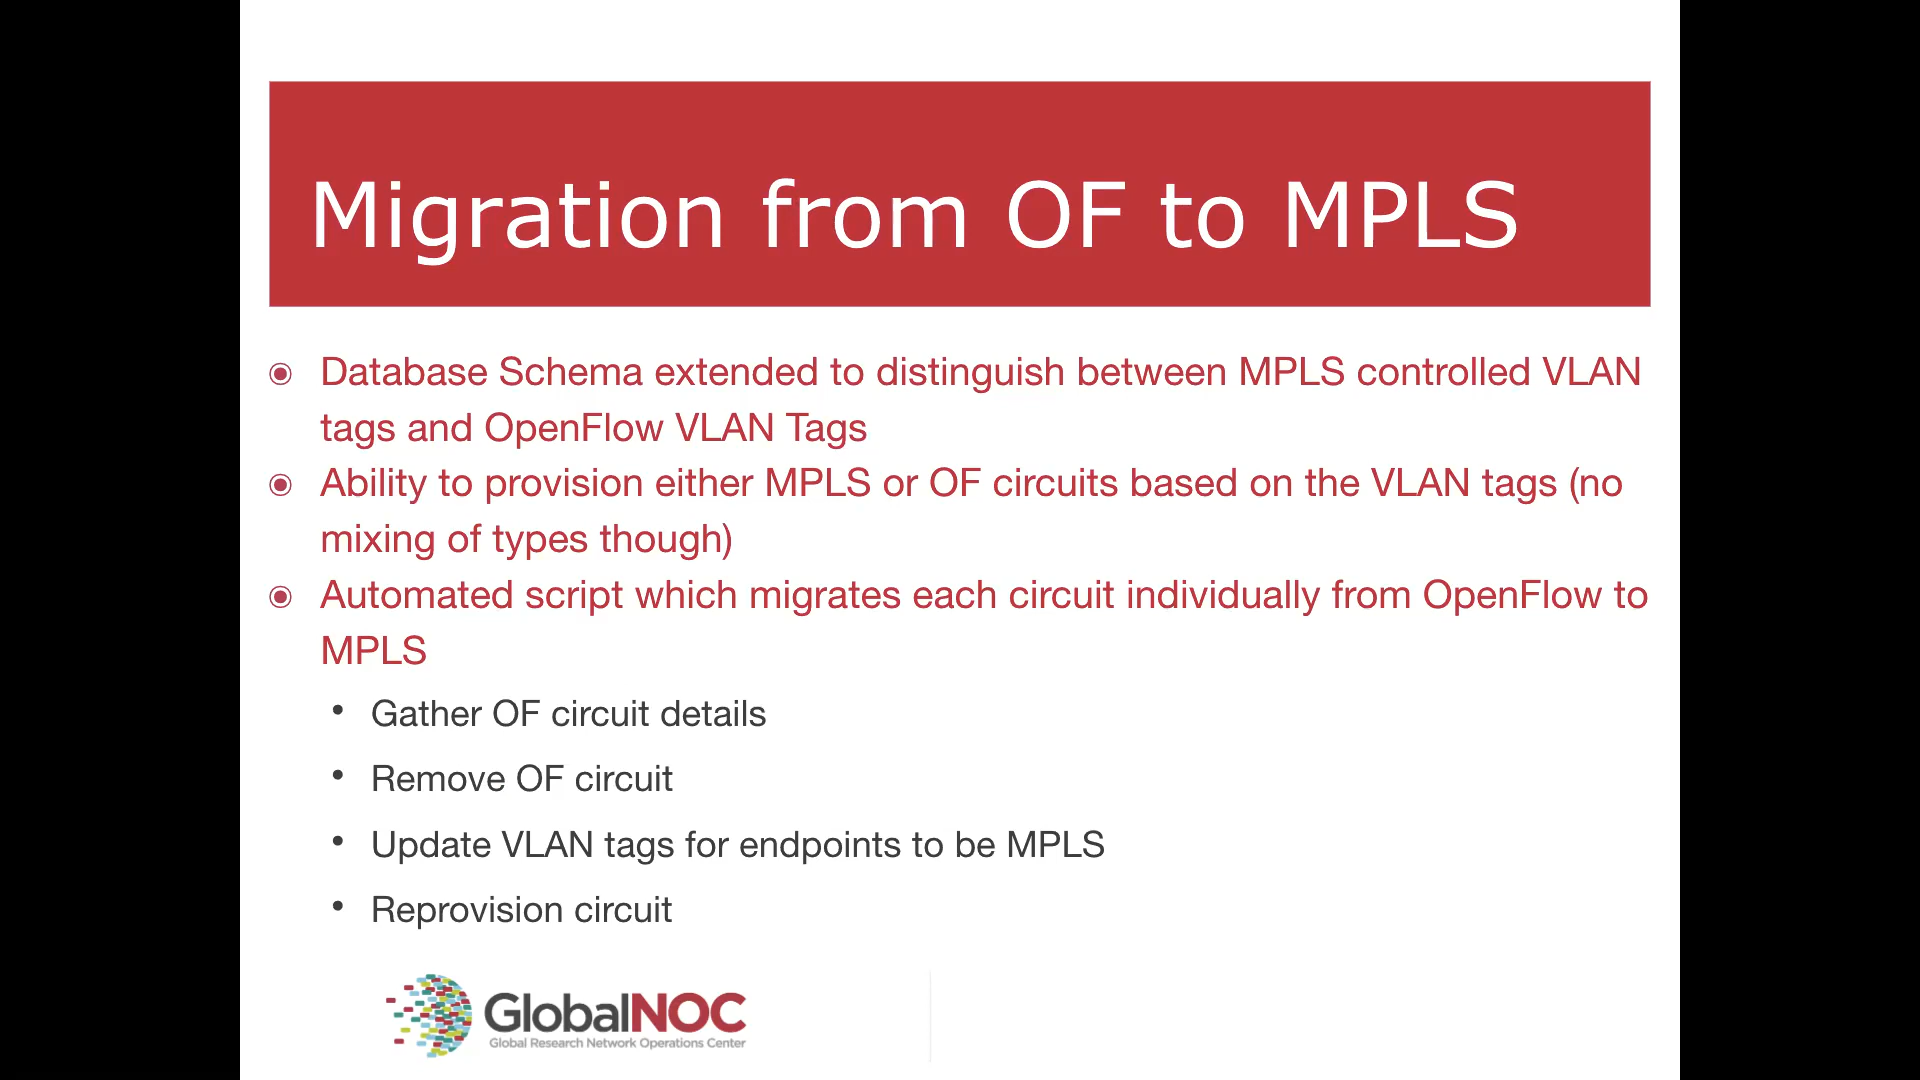 Migration from OF to MPLS
Database Schema extended to distinguish between MPLS controlled VLAN
tags and OpenFlow VLAN Tags
Ability to provision either MPLS or OF circuits based on the VLAN tags (no
mixing of types though)
Automated script which migrates each circuit individually from OpenFlow to
MPLS
Gather OF circuit details
Remove OF circuit
Update VLAN tags for endpoints to be MPLS
Reprovision circuit
GlobalNOC
Global Research Network Operations Center